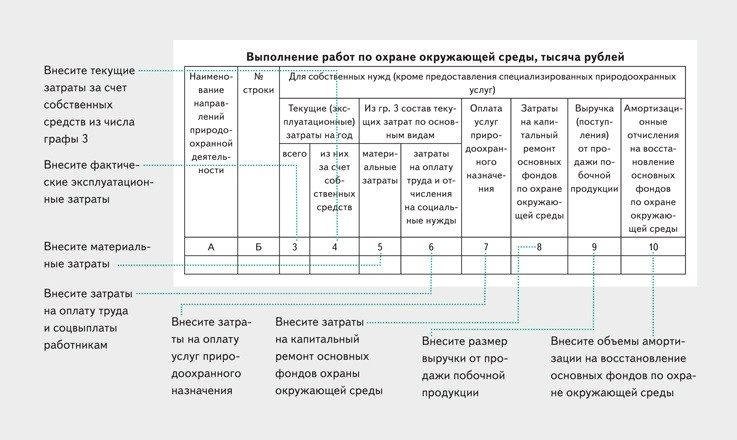 Выполнение работ по охране окружающей среды, тысяча рублей
Наимено-
вание
направ-
лений
природо-
охранной
деятель-
ности
№
строки
Для собственных нужд (кроме предоставления специализированных природоохранных
услуг)
Текущие (экс-
плуатационные)
затраты на год
Из гр. 3 состав теку-
щих затрат по основ-
ным видам
Оплата
услуг
приро-
доохран-
ного
назначе-
ния
Затраты
на капи-
тальный
ремонт
основных
фондов
по охране
окружаю-
щей среды
Выручка
(поступ-
ления)
от про-
дажи по-
бочной
продукции
Амортизаци-
онные
отчисления
на восста-
новление
основных
фондов
по охране
окружаю-
щей среды
всего
из них
за счет
соб-
ственных
средств
матери-
альные
затраты
затраты
на оплату
труда и от-
числения
на социаль-
ные нужды
А Б 3 4 5 6 7 8 9 10
Внесите текущие
затраты за счет
собственных
средств из числа
графы 3
Внесите фактиче-
ские эксплуатацион-
ные затраты
Внесите материаль-
ные затраты
Внесите затраты
на оплату труда
и соцвыплаты
работникам
Внесите затра-
ты на оплату
услуг приро-
доохранного
назначения
Внесите затраты
на капитальный
ремонт основных
фондов охраны
окружающей среды
Внесите размер
выручки от про-
дажи побочной
продукции
Внесите объемы аморти-
зации на восстановление
основных фондов по охра-
не окружающей среды